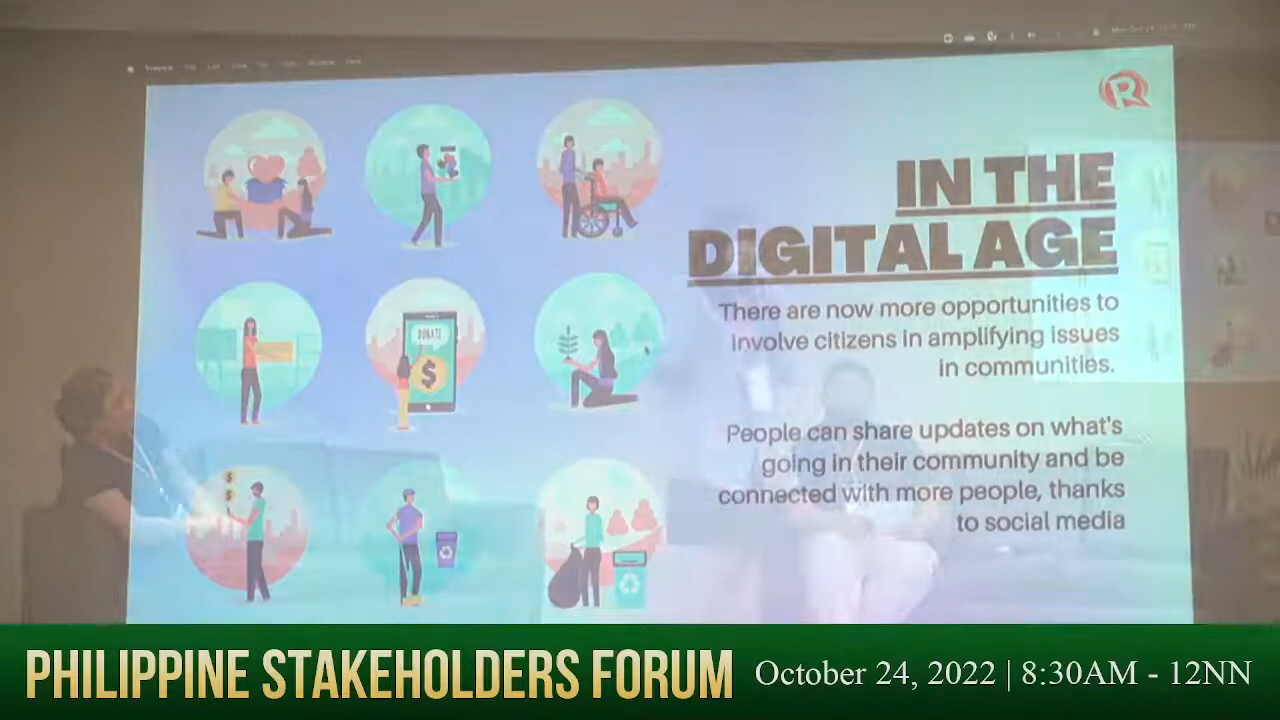 R
IN THE
DIGITAL AGE
There are now more opportunities to
involve citizens in amplifying issues
in communities.
People can share updates on what's
going in their community and be
connected with more people, thanks
to social media
DONATE
$
$
$
PHILIPPINE STAKEHOLDERS FORUM
October 24, 2022 | 8:30AM - 12NN